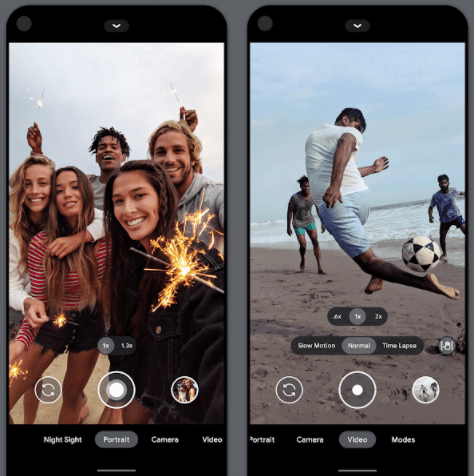 1x 1.3x
Night Sight Portrait Camera Video
.6x 1x 2x
Slow Motion Normal Time Lapse
Portrait Camera Video Modes